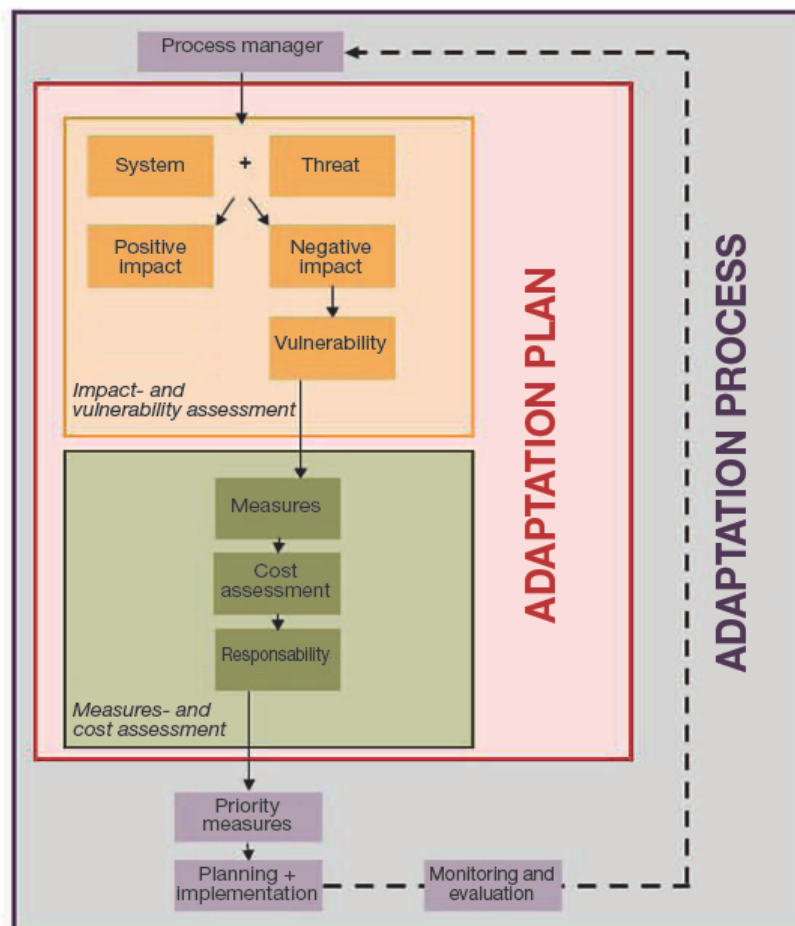 Process manager
System
+
Threat
Positive
impact
Negative
impact
Vulnerability
Impact- and
vulnerability assessment
Measures
Cost
assessment
Responsability
Measures- and
cost assessment
ADAPTATION PLAN
ADAPTATION PROCESS
Priority
measures
Planning +
implementation
Monitoring and
evaluation